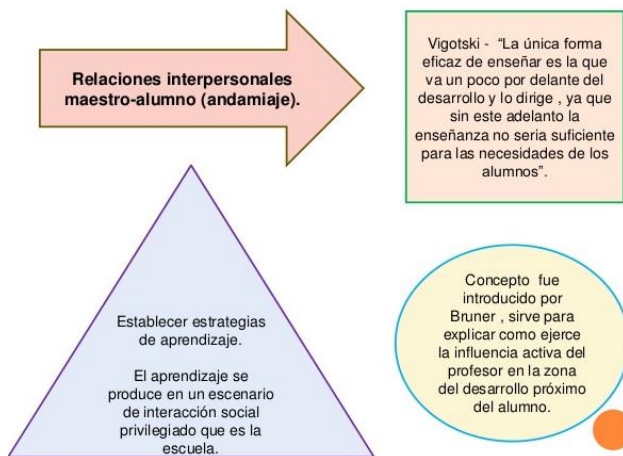 Relaciones interpersonales
maestro-alumno (andamiaje).
Vigotski - “La única forma
eficaz de enseñar es la que
va un poco por delante del
desarrollo y lo dirige , ya que
sin este adelanto la
enseñanza no seria suficiente
para las necesidades de los
alumnos”.
Establecer estrategias
de aprendizaje.
El aprendizaje se
produce en un escenario
de interacción social
privilegiado que es la
escuela.
Concepto fue
introducido por
Bruner , sirve para
explicar como ejerce
la influencia activa del
profesor en la zona
del desarrollo próximo
del alumno.